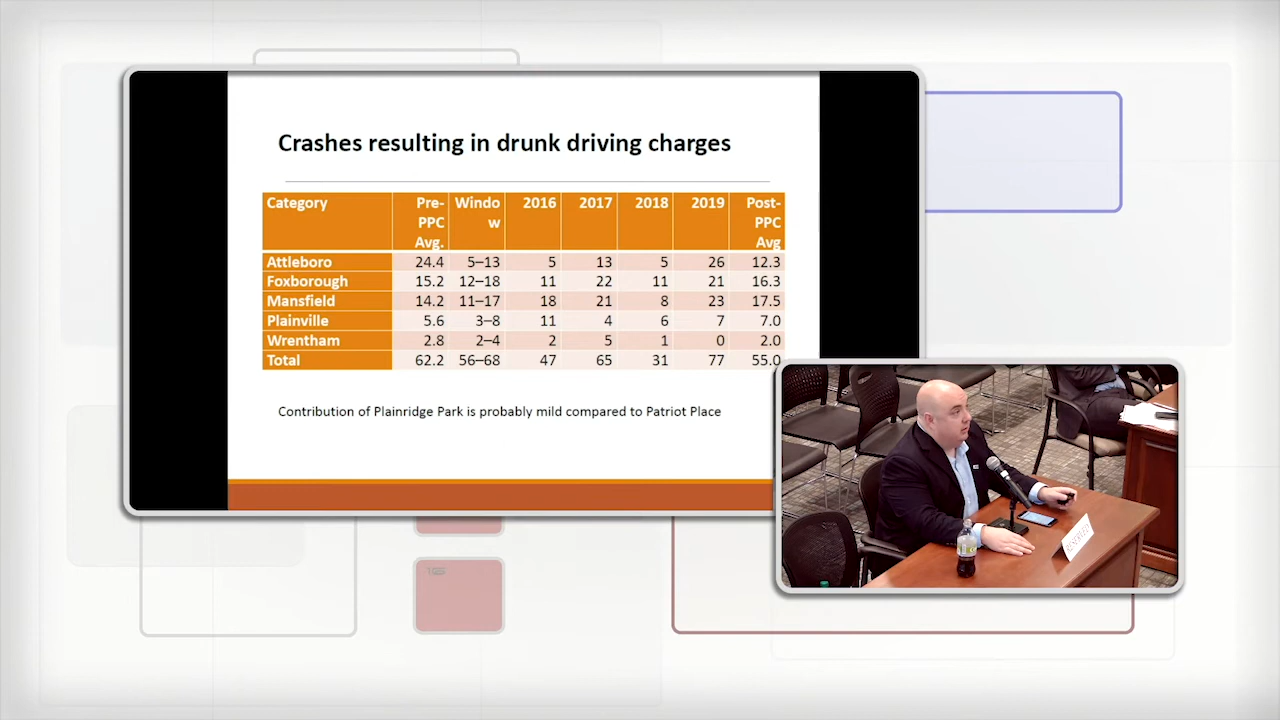 Crashes resulting in drunk driving charges
Category Pre-PPC Avg. Window 2016 2017 2018 2019 Post-PPC Avg
Attleboro 24.4 5–13 5 13 5 26 12.3
Foxborough 15.2 12–18 11 22 11 21 16.3
Mansfield 14.2 11–17 18 21 8 23 17.5
Plainville 5.6 3–8 11 4 6 7 7.0
Wrentham 2.8 2–4 2 5 1 0 2.0
Total 62.2 56–68 47 65 31 77 55.0
Contribution of Plainridge Park is probably mild compared to Patriot Place